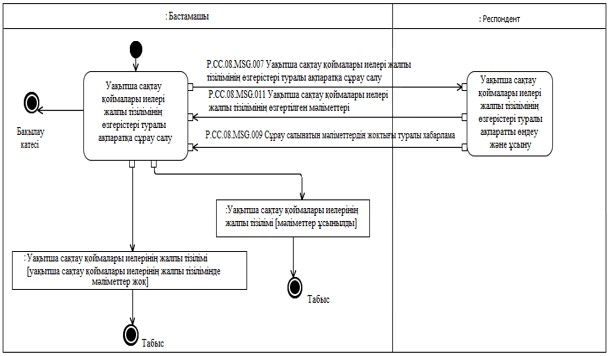 : Бастамашы
: Респондент
P.CC.08.MSG.007 Уақытша сақтау қоймалары иелері жалпы
тізілімінің өзгерістері туралы ақпаратқа сұрау салу
P.CC.08.MSG.011 Уақытша сақтау қоймалары иелері
жалпы тізілімінің өзгертілген мәліметтері
P.CC.08.MSG.009 Сұрау салынатын мәліметтердің жоқтығы туралы хабарлама
Уақытша сақтау
қоймалары иелері
жалпы тізілімінің
өзгерістері туралы
ақпаратқа сұрау салу
Уақытша сақтау
қоймалары иелері
жалпы тізілімінің
өзгерістері туралы
ақпаратты өңдеу
және ұсыну
Бақылау
қатесі
:Уақытша сақтау қоймалары иелерінің
жалпы тізілімі [мәліметтер ұсынылды]
: Уақытша сақтау қоймалары иелерінің жалпы тізілімі
[уақытша сақтау қоймалары иелерінің жалпы тізілімінде
мәліметтер жоқ]
Табыс
Табыс